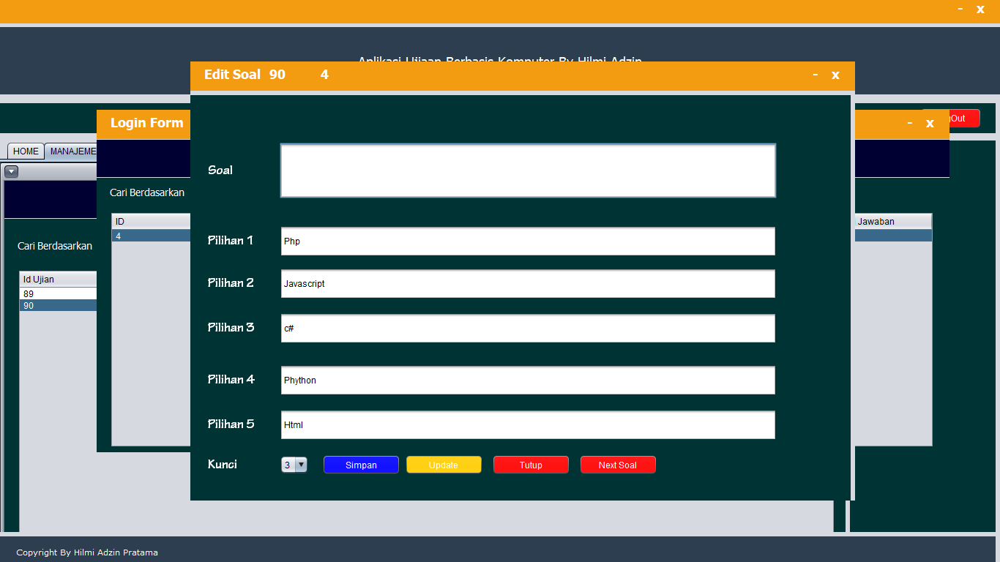 - x
Aplikasi Ujiaan Berbasis Komputer By Hilmi Adzin
Edit Soal 90 4 - x
Login Form - x
Out
HOME MANAJEME
Soal
Cari Berdasarkan
ID Jawaban
4
Pilihan 1 Php
Cari Berdasarkan
Id Ujian
Pilihan 2 Javascript
89
90
Pilihan 3 c#
Pilihan 4 Phython
Pilihan 5 Html
Kunci 3 Simpan Update Tutup Next Soal
Copyright By Hilmi Adzin Pratama